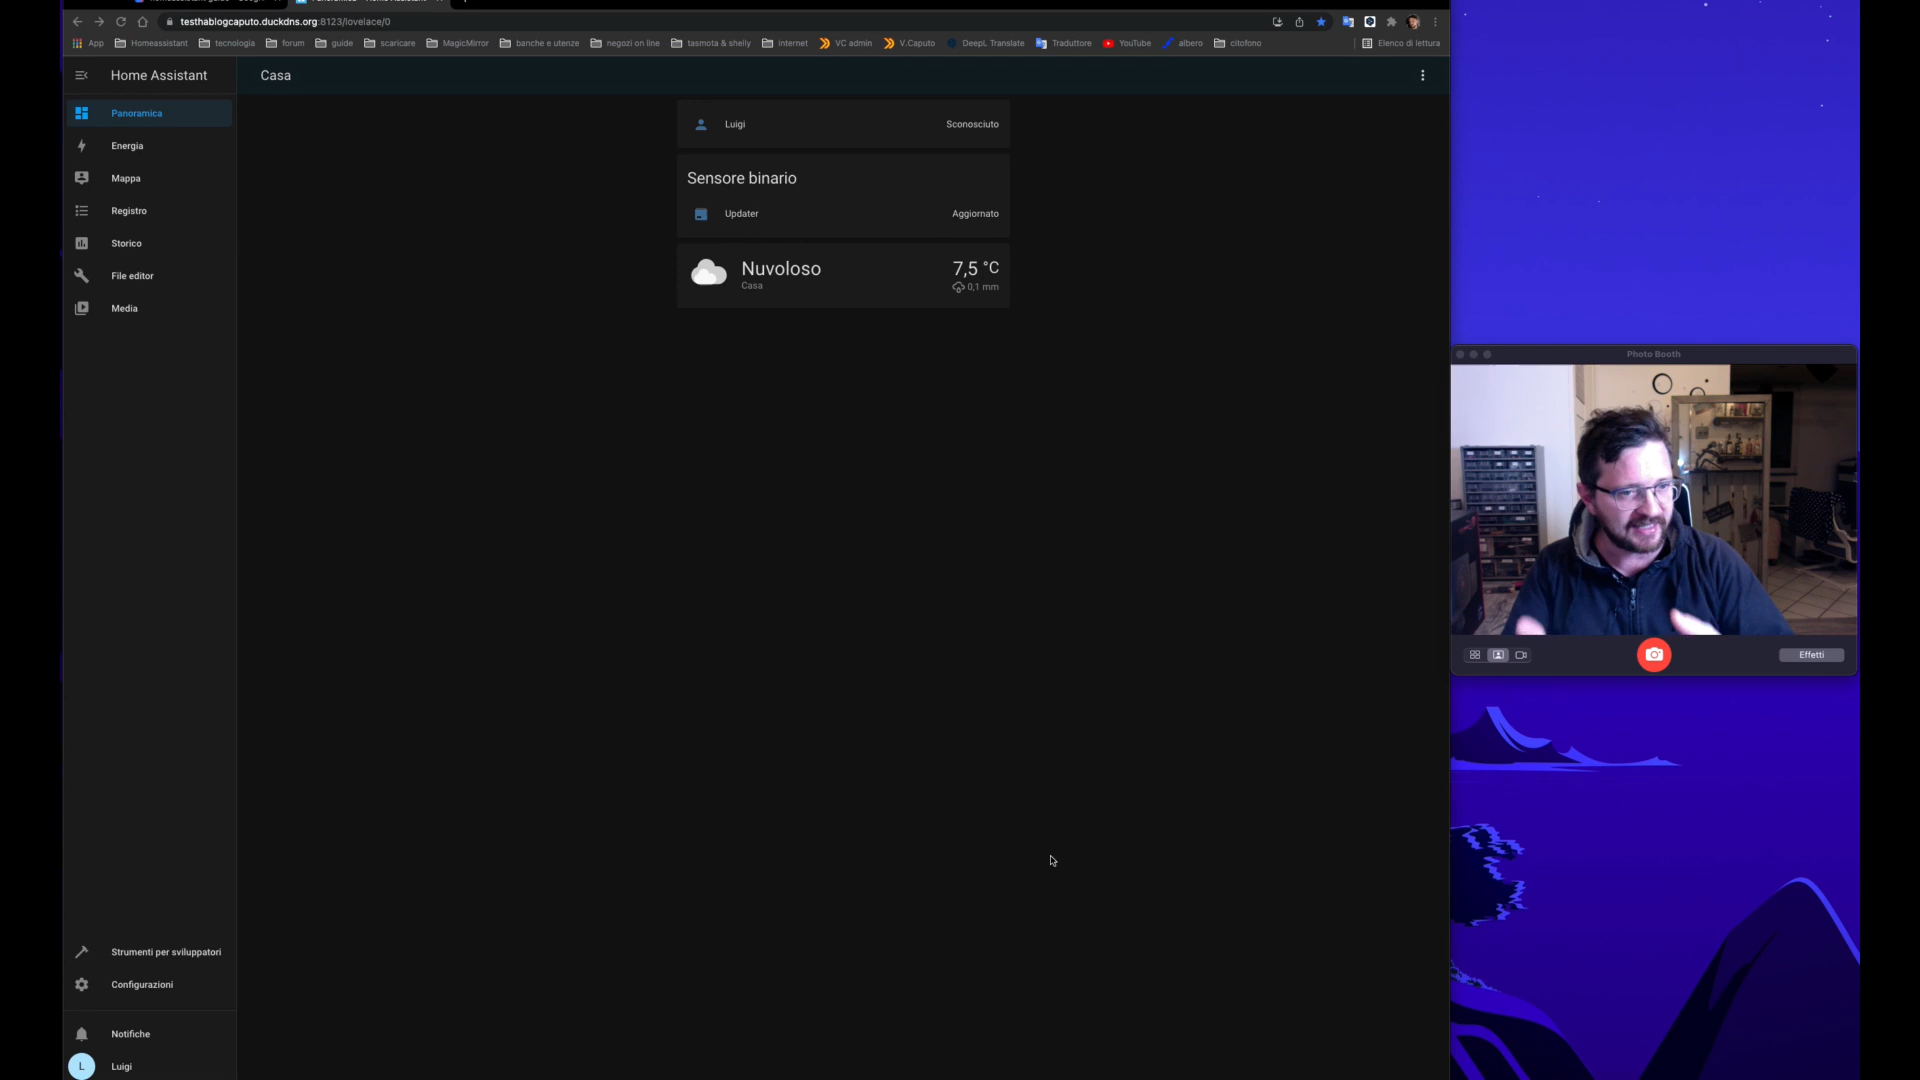 testhablogcaputo.duckdns.org:8123/lovelace/0
App Homeassistant tecnologia forum guide scaricare MagicMirror banche e utenze negozi on line tasmota & shelly Internet VC admin V.Caputo DeepL Translate Traduttore YouTube albero citofono Elenco di lettura
Home Assistant
Casa
Panoramica
Energia
Mappa
Registro
Storico
File editor
Media
Strumenti per sviluppatori
Configurazioni
Notifiche
L Luigi
Luigi Sconosciuto
Sensore binario
Updater Aggiornato
Nuvoloso 7,5 °C
Casa 0,1 mm
Photo Booth
Effetti